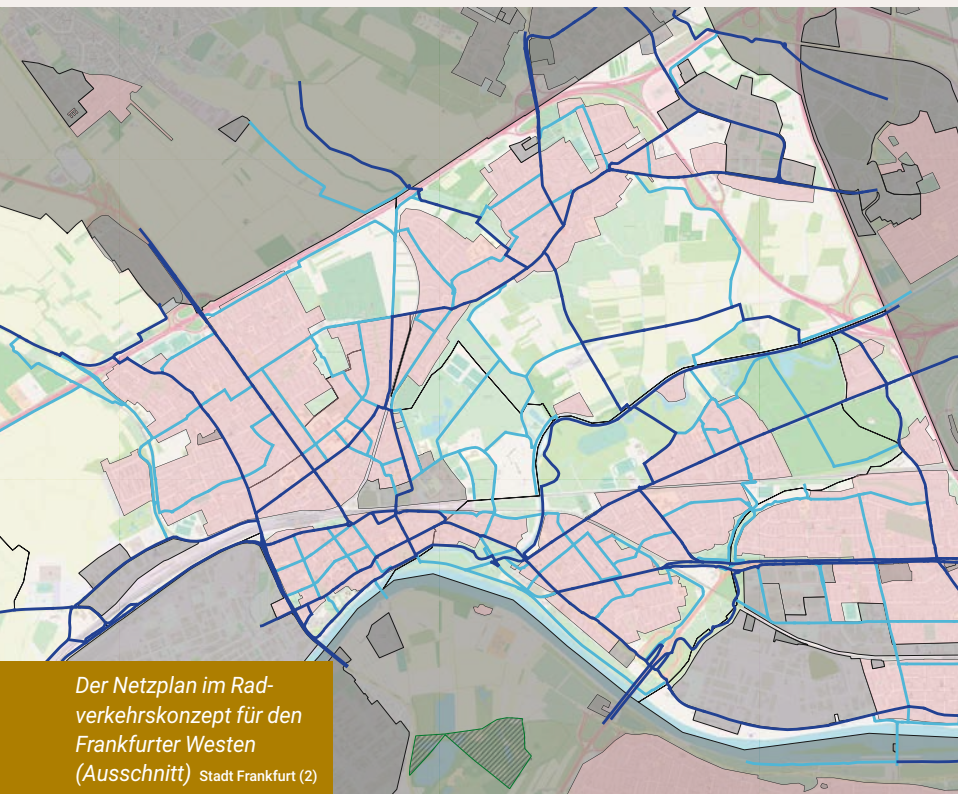 Der Netzplan im Rad-
verkehrskonzept für den
Frankfurter Westen
(Ausschnitt) Stadt Frankfurt (2)